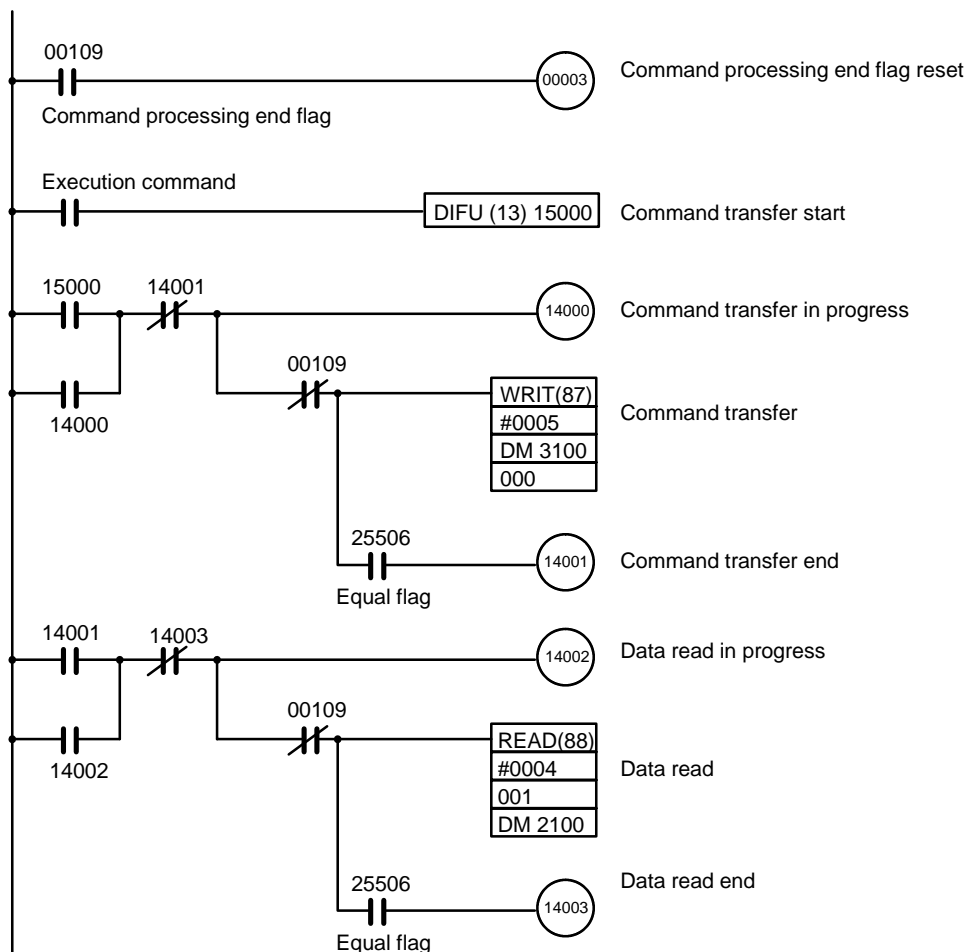 00109
00003
Command processing end flag reset
Command processing end flag
Execution command
DIFU (13) 15000
Command transfer start
15000
14001
14000
Command transfer in progress
00109
14000
WRIT(87)
#0005
DM 3100
000
Command transfer
25506
14001
Command transfer end
Equal flag
14001
14003
14002
Data read in progress
00109
14002
READ(88)
#0004
001
DM 2100
Data read
25506
14003
Data read end
Equal flag